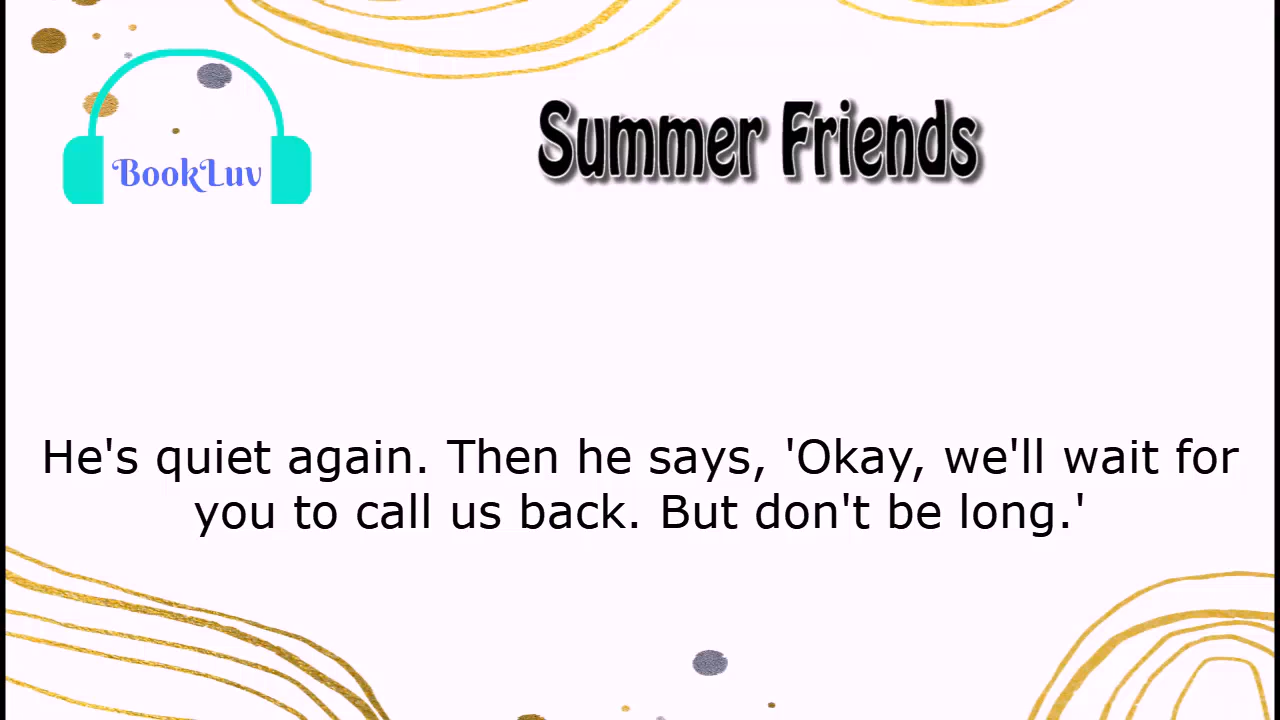 BookLuv
Summer Friends
He's quiet again. Then he says, 'Okay, we'll wait for
you to call us back. But don't be long.'